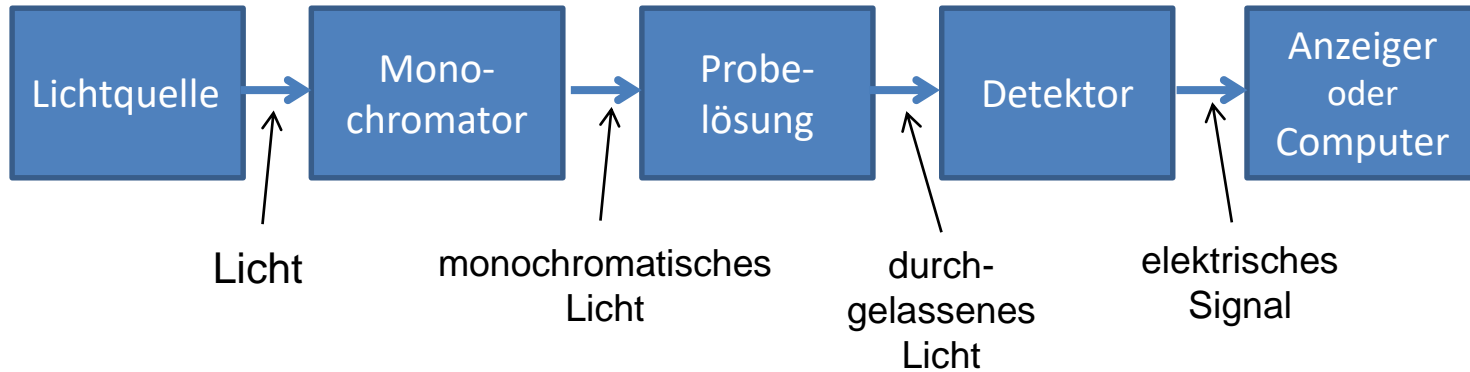 Lichtquelle
Mono-
chromator
Probe-
lösung
Detektor
Anzeiger
oder
Computer
Licht
monochromatisches
Licht
durch-
gelassenes
Licht
elektrisches
Signal